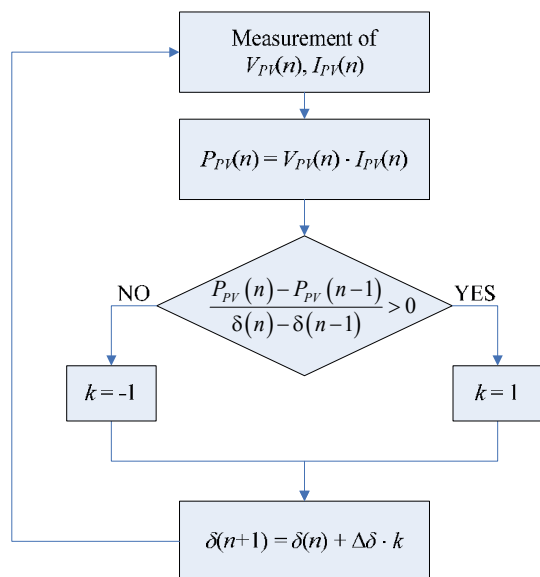 Measurement of
V_PV(n), I_PV(n)
P_PV(n) = V_PV(n) · I_PV(n)
NO
(P_PV(n) − P_PV(n−1)) / (δ(n) − δ(n−1)) > 0
YES
k = -1
k = 1
δ(n+1) = δ(n) + Δδ · k